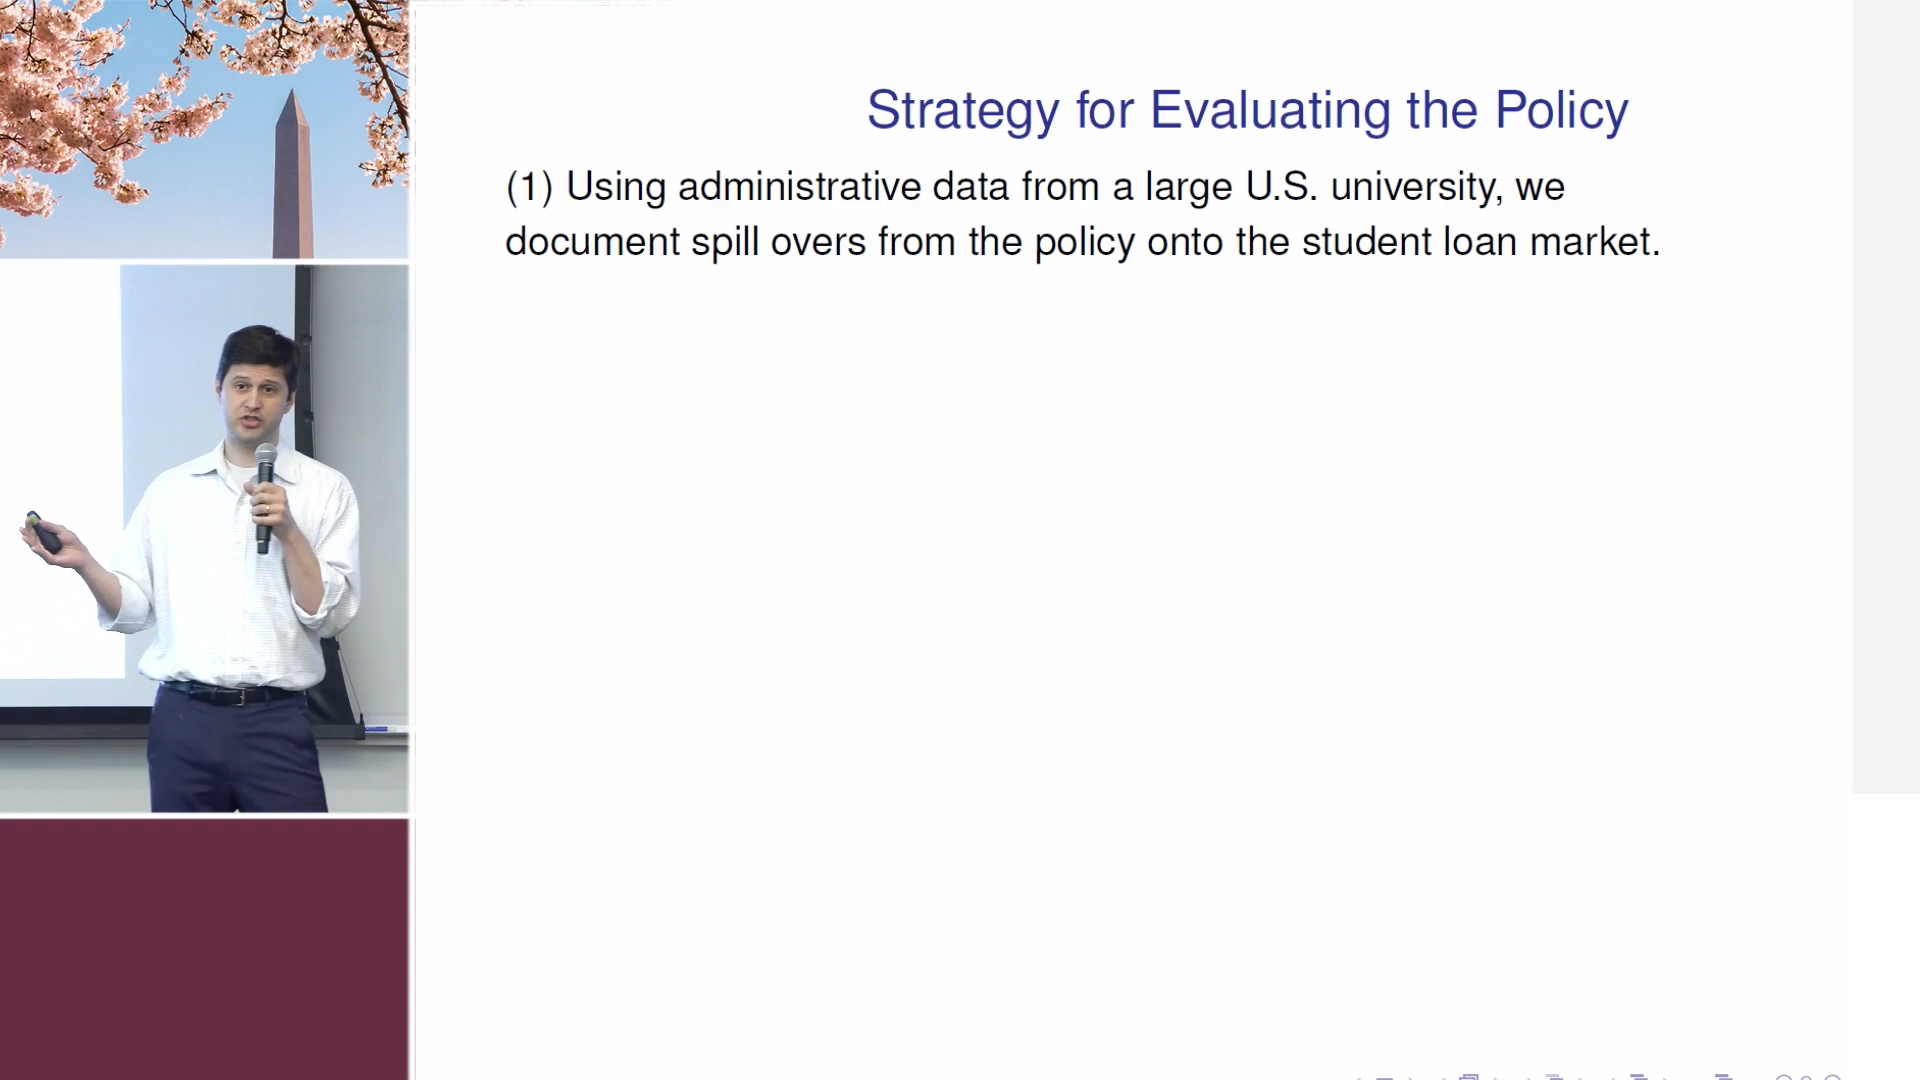 Strategy for Evaluating the Policy
(1) Using administrative data from a large U.S. university, we
document spill overs from the policy onto the student loan market.